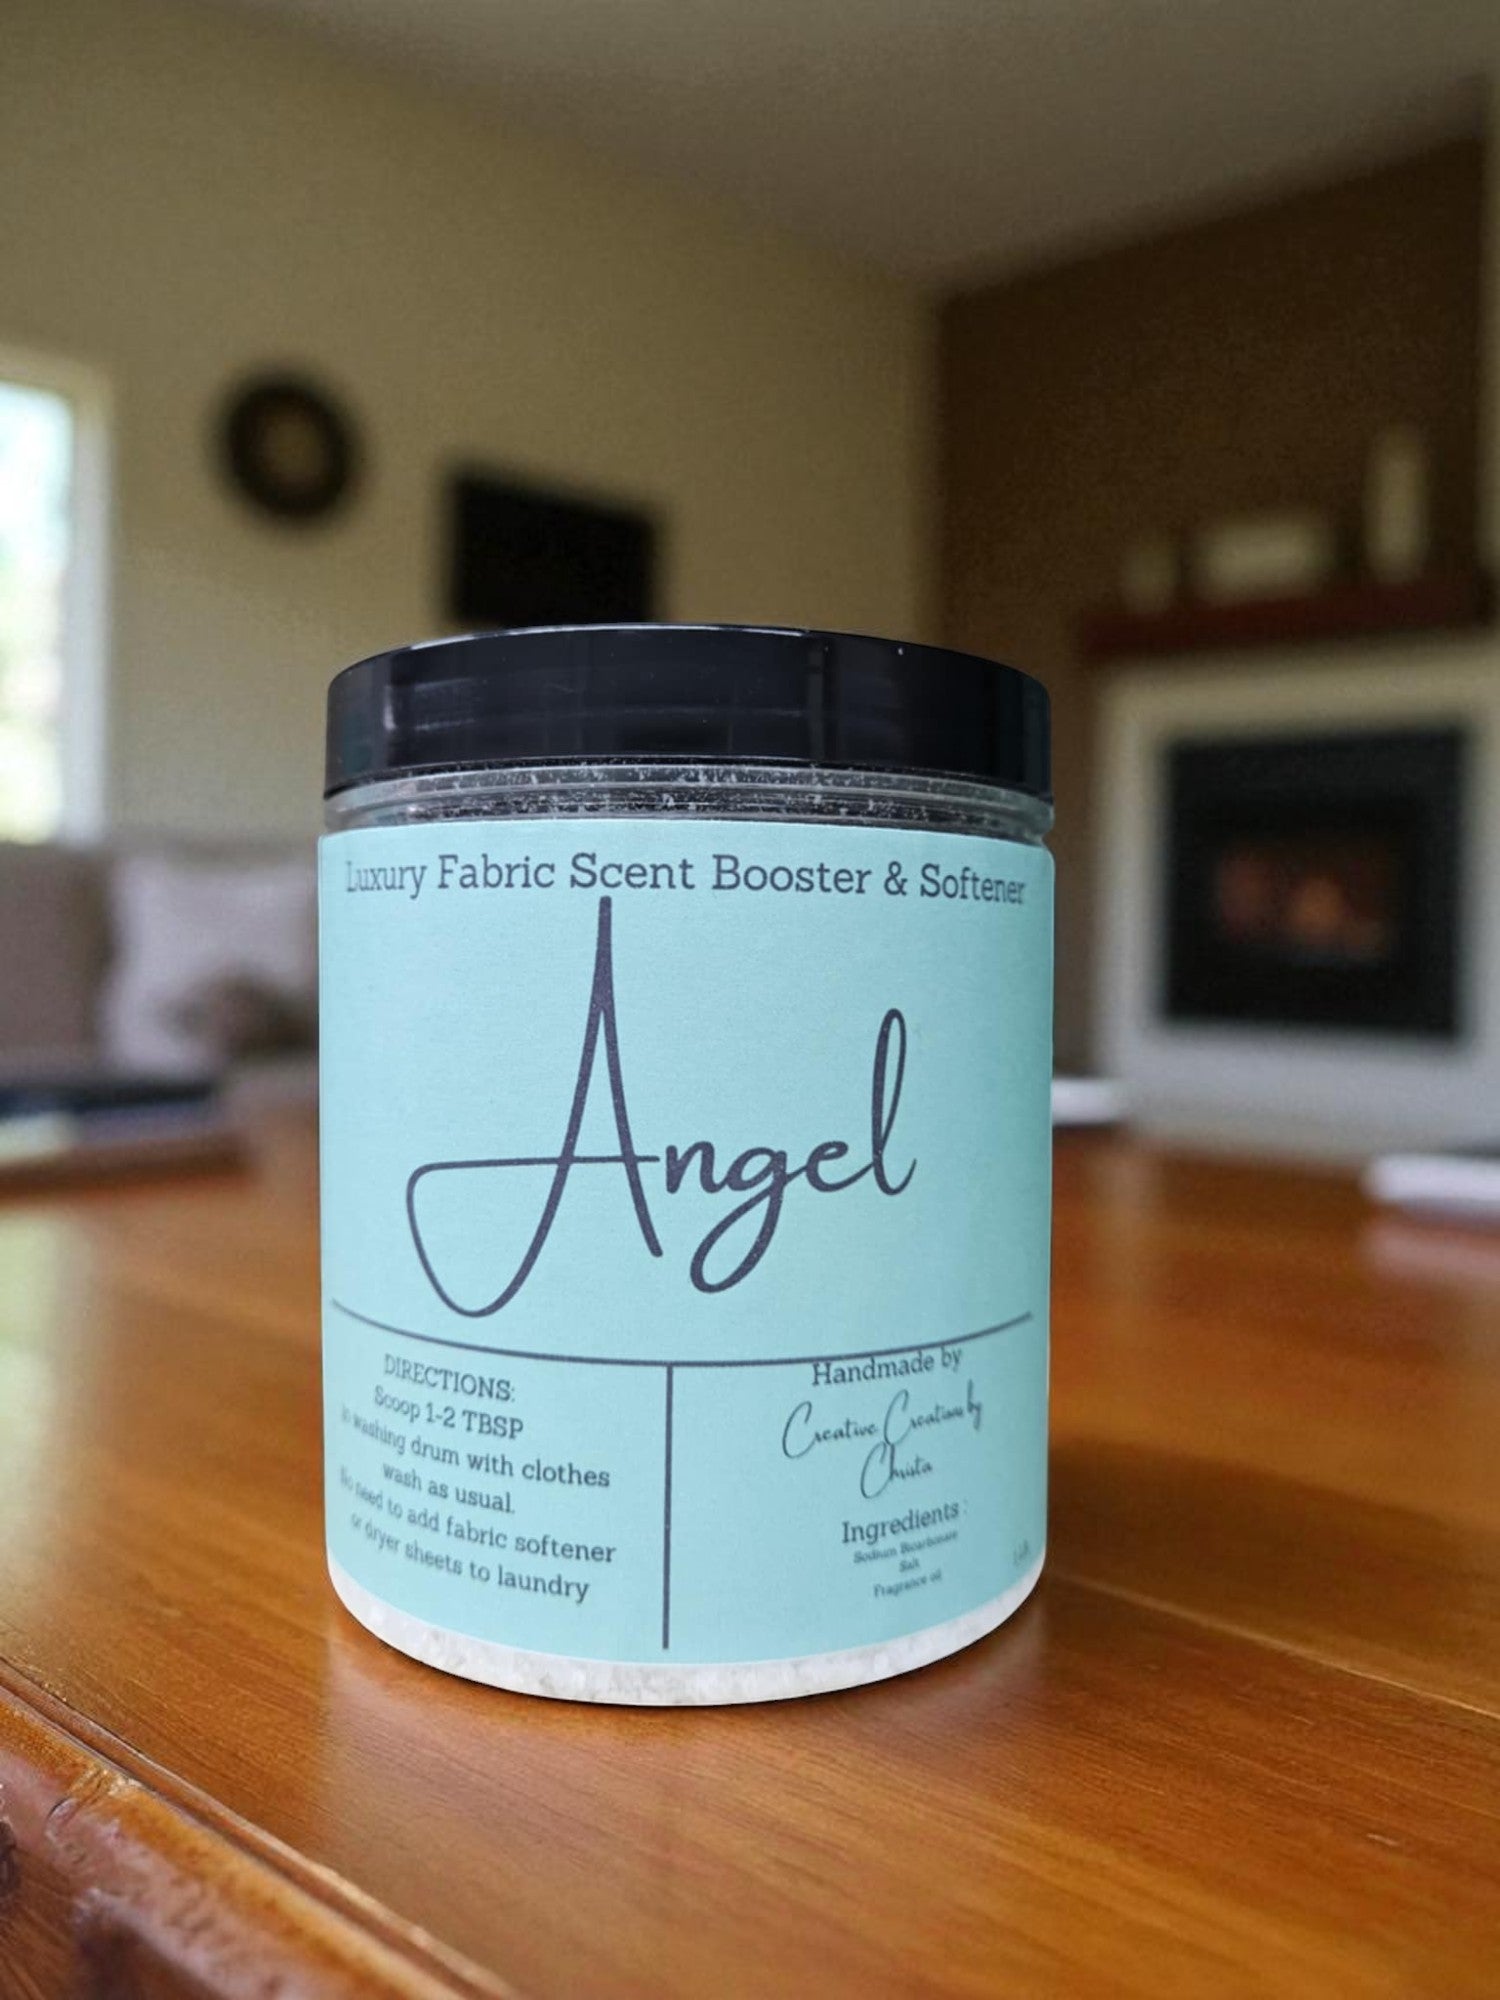 Luxury Fabric Scent Booster & Softener
Angel
DIRECTIONS:
Scoop 1-2 TBSP
washing drum with clothes
wash as usual.
No need to add fabric softener
or dryer sheets to laundry
Handmade by
Creative Creations by
Christa
Ingredients :
Sodium Bicarbonate
Salt
Fragrance oil